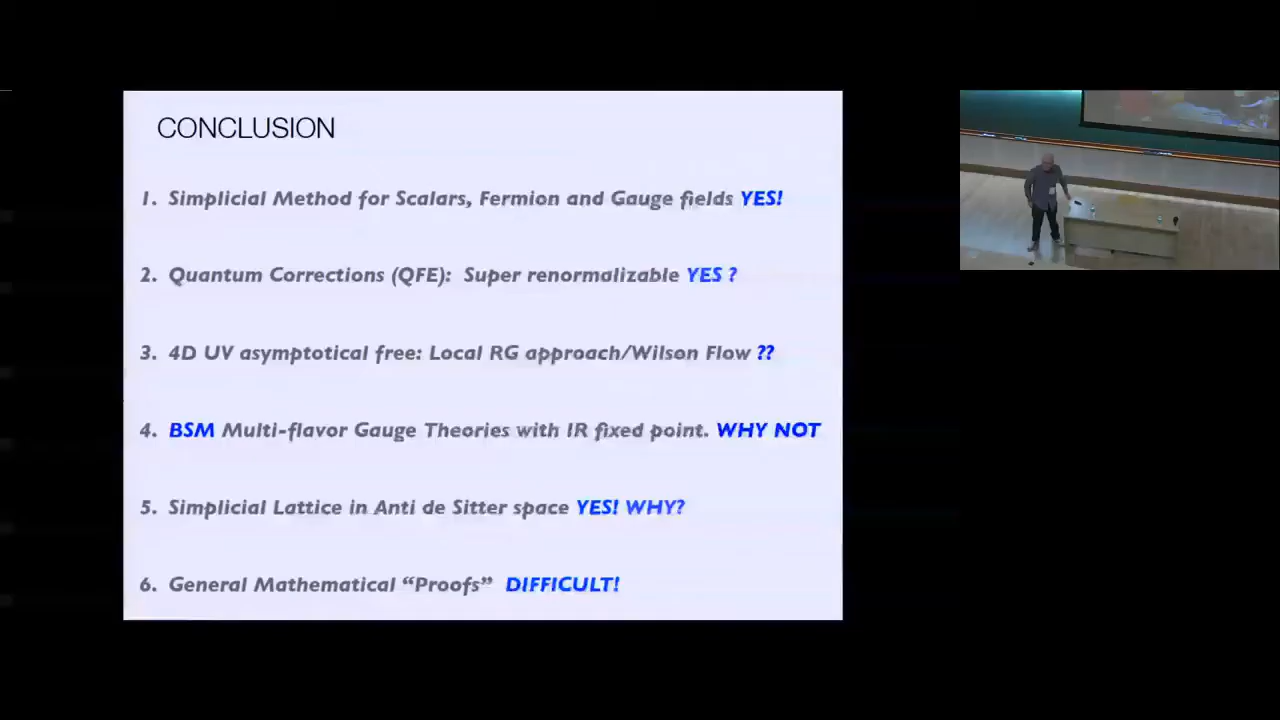 CONCLUSION
1. Simplicial Method for Scalars, Fermion and Gauge fields YES!
2. Quantum Corrections (QFE): Super renormalizable YES ?
3. 4D UV asymptotical free: Local RG approach/Wilson Flow ??
4. BSM Multi-flavor Gauge Theories with IR fixed point. WHY NOT
5. Simplicial Lattice in Anti de Sitter space YES! WHY?
6. General Mathematical “Proofs” DIFFICULT!